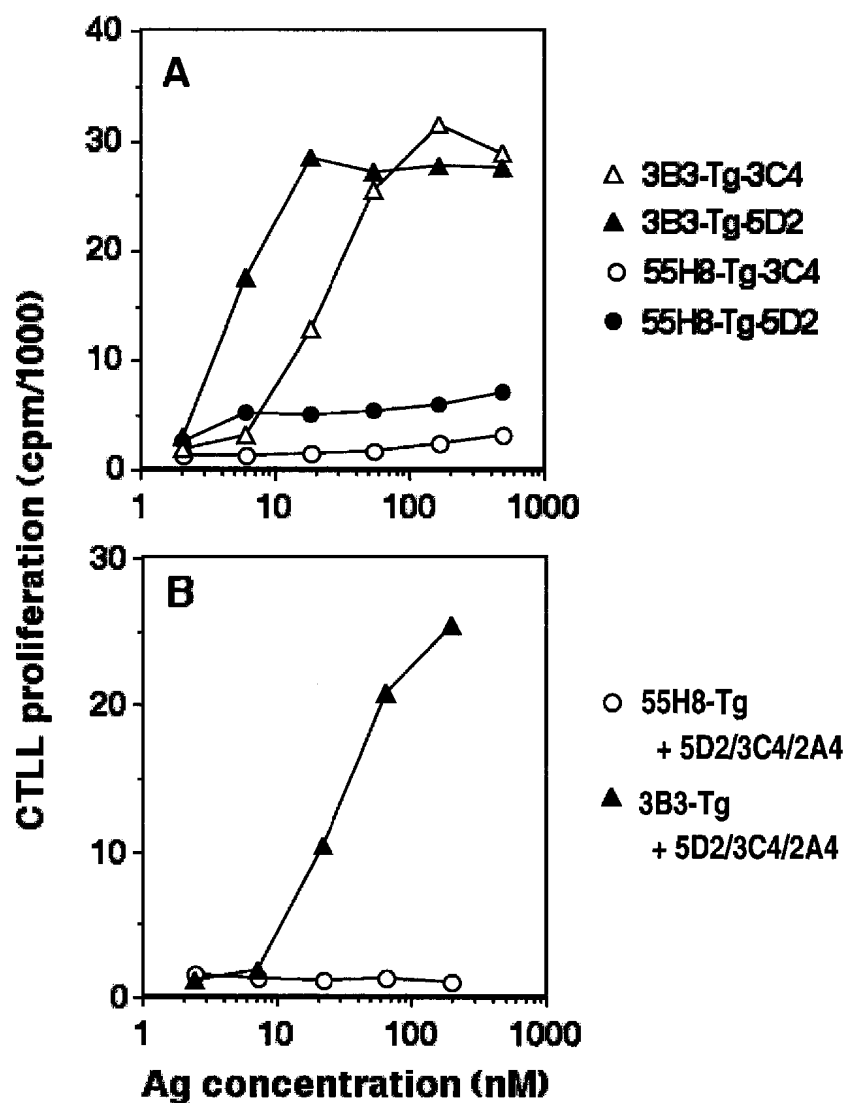 A
40
30
20
10
0
1 10 100 1000
3B3-Tg-3C4
3B3-Tg-5D2
55H8-Tg-3C4
55H8-Tg-5D2
CTLL proliferation (cpm/1000)
B
30
20
10
0
1 10 100 1000
55H8-Tg
+ 5D2/3C4/2A4
3B3-Tg
+ 5D2/3C4/2A4
Ag concentration (nM)